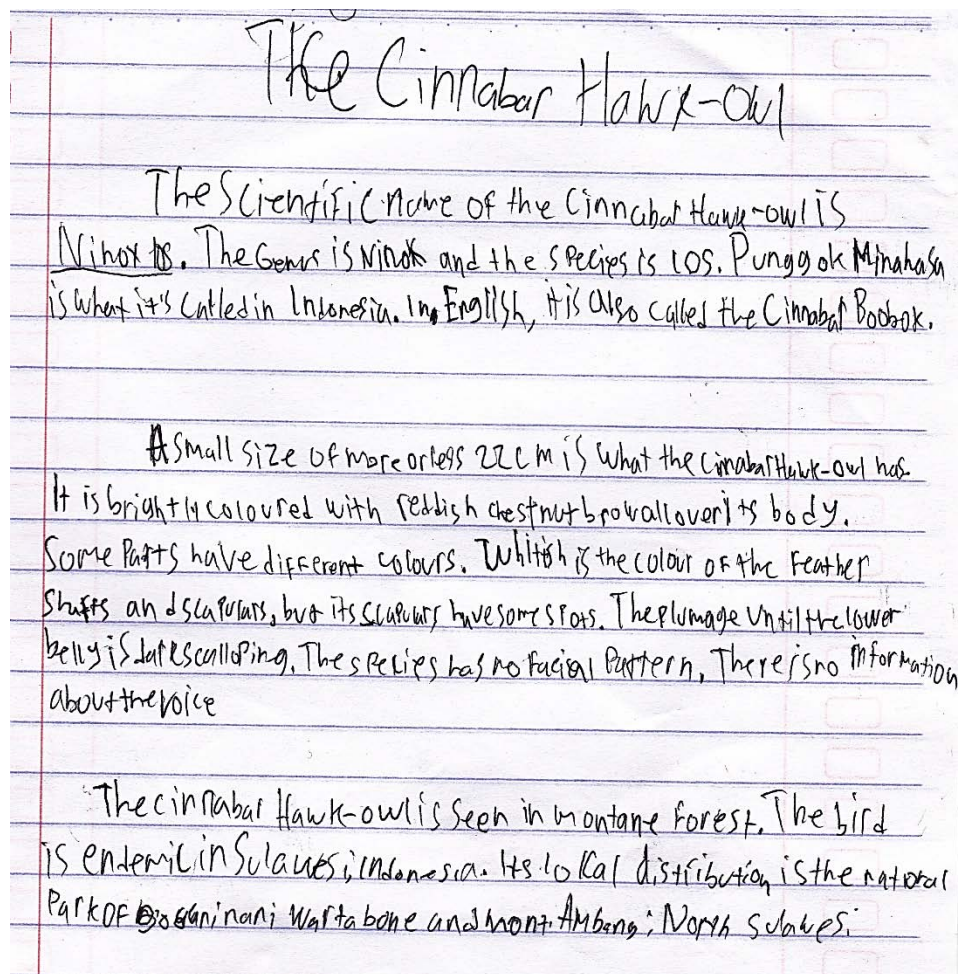 The Cinnabar Hawk-owl
The Scientific name of the Cinnabar Hawk-owl is
Ninox Ios. The Genus is Ninok and the species is ios. Punggok Minahasa
is what it's called in Indonesia. In English, it is also called the Cinnabar Boobok.
A small size of more or less 22 cm is what the Cinabar Hawk-owl has.
It is brightly coloured with reddish chestnut brow all over its body.
Some Parts have different colours. Whitish is the colour of the Feather
Shafts and scapulars, but its scapulars have some spots. The plumage until the lower
belly is dark scalloping. The species has no facial Pattern, There is no information
about the voice
The cinnabar Hawk-owl is seen in montane forest. The bird
is endemic in Sulawesi, Indonesia. Its lokal distribution is the national
Park OF Bogani nani Wartabone and mont. Ambang; North Sulawesi